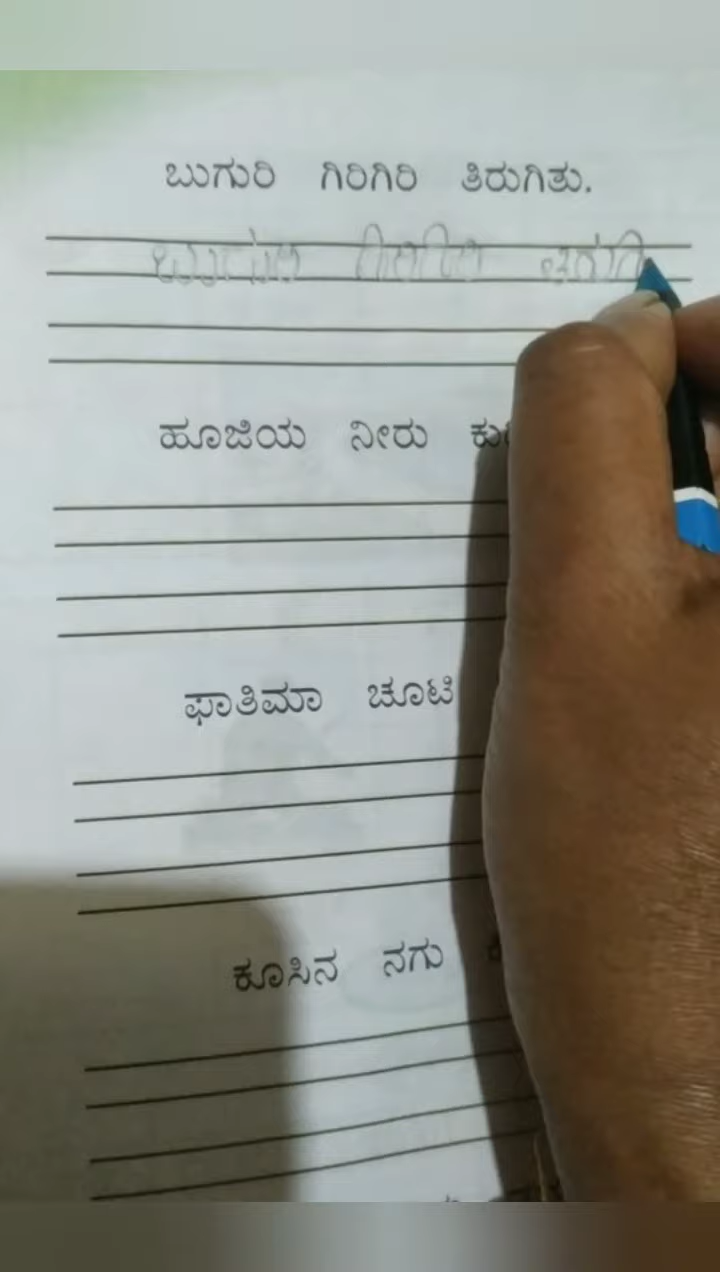 ಬುಗುರಿ ಗಿರಿಗಿರಿ ತಿರುಗಿತು.
ಬುಗುರಿ ಗಿರಿಗಿರಿ ತಿರುಗಿ
ಹೂಜಿಯ ನೀರು
ಫಾತಿಮಾ ಚೂಟಿ
ಕೂಸಿನ ನಗು